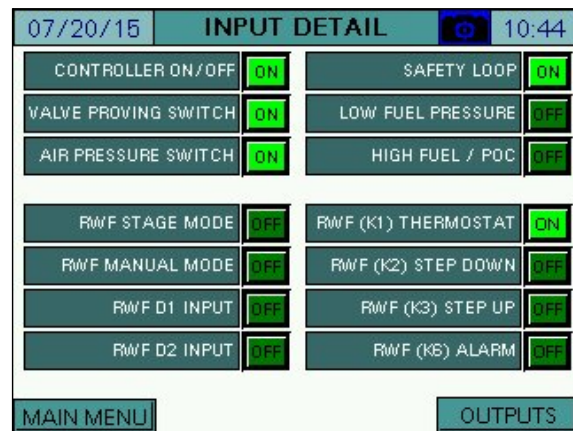 07/20/15 INPUT DETAIL 10:44
CONTROLLER ON/OFF ON SAFETY LOOP ON
VALVE PROVING SWITCH ON LOW FUEL PRESSURE OFF
AIR PRESSURE SWITCH ON HIGH FUEL / POC OFF
RWF STAGE MODE OFF RWF (K1) THERMOSTAT ON
RWF MANUAL MODE OFF RWF (K2) STEP DOWN OFF
RWF D1 INPUT OFF RWF (K3) STEP UP OFF
RWF D2 INPUT OFF RWF (K6) ALARM OFF
MAIN MENU OUTPUTS